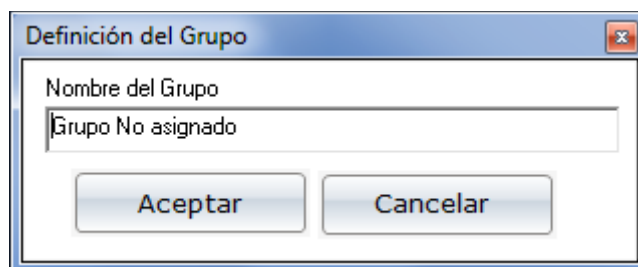 Definición del Grupo
Nombre del Grupo
Grupo No asignado
Aceptar Cancelar